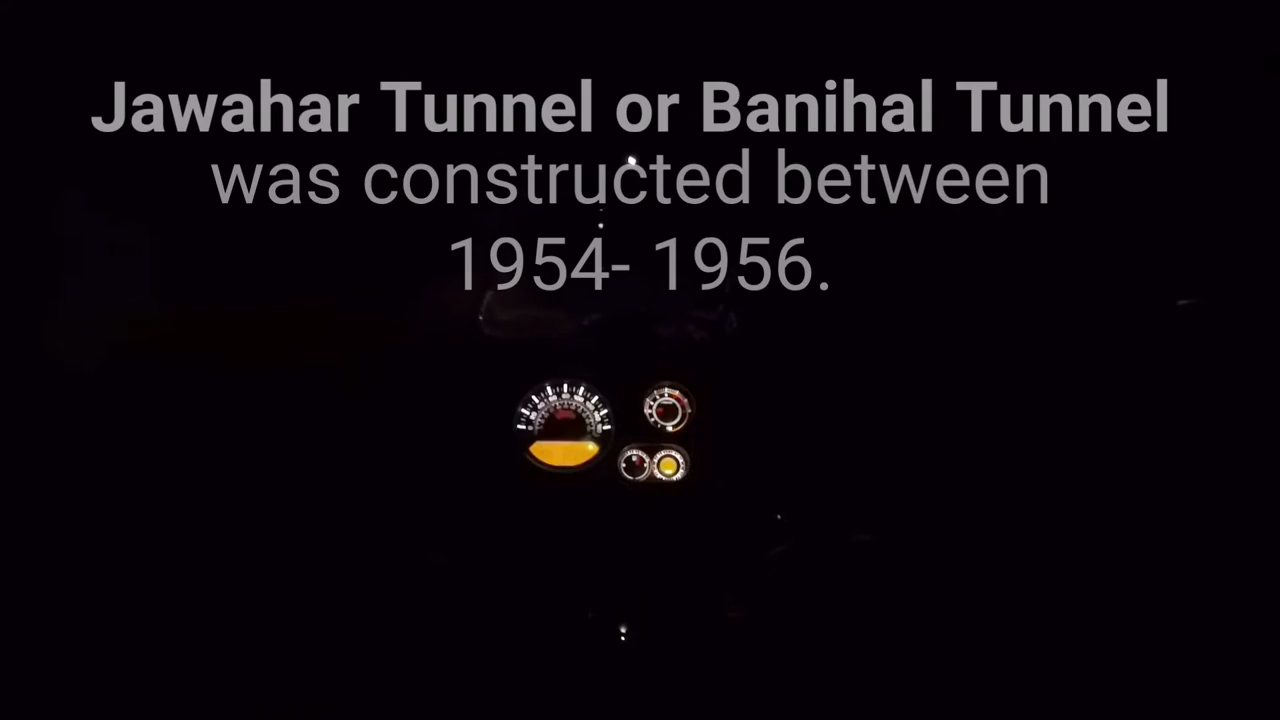 Jawahar Tunnel or Banihal Tunnel
was constructed between
1954- 1956.